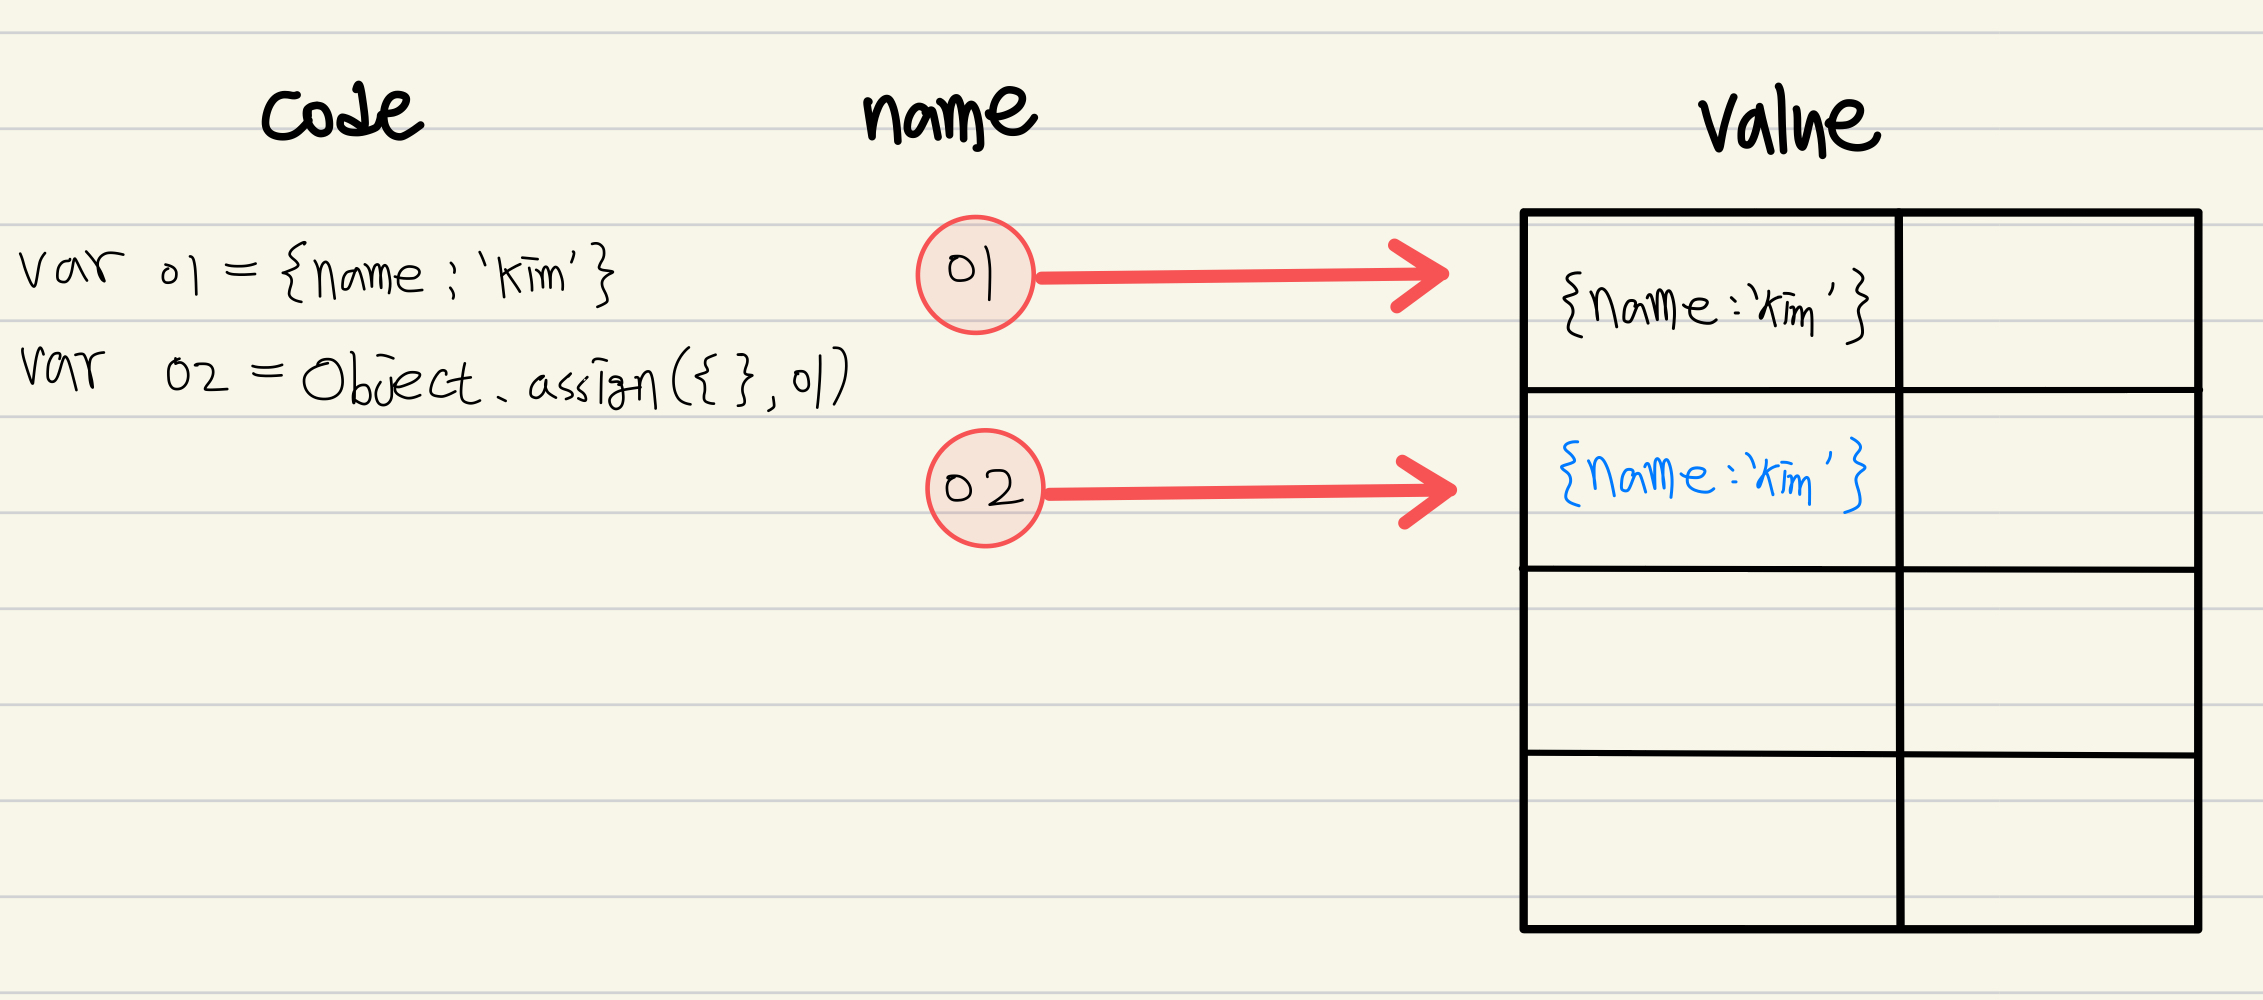 code name value
var o1 = {name : 'kim'}
var o2 = Object.assign({ }, o1)
o1
o2
{name : 'kim'}
{name : 'kim'}